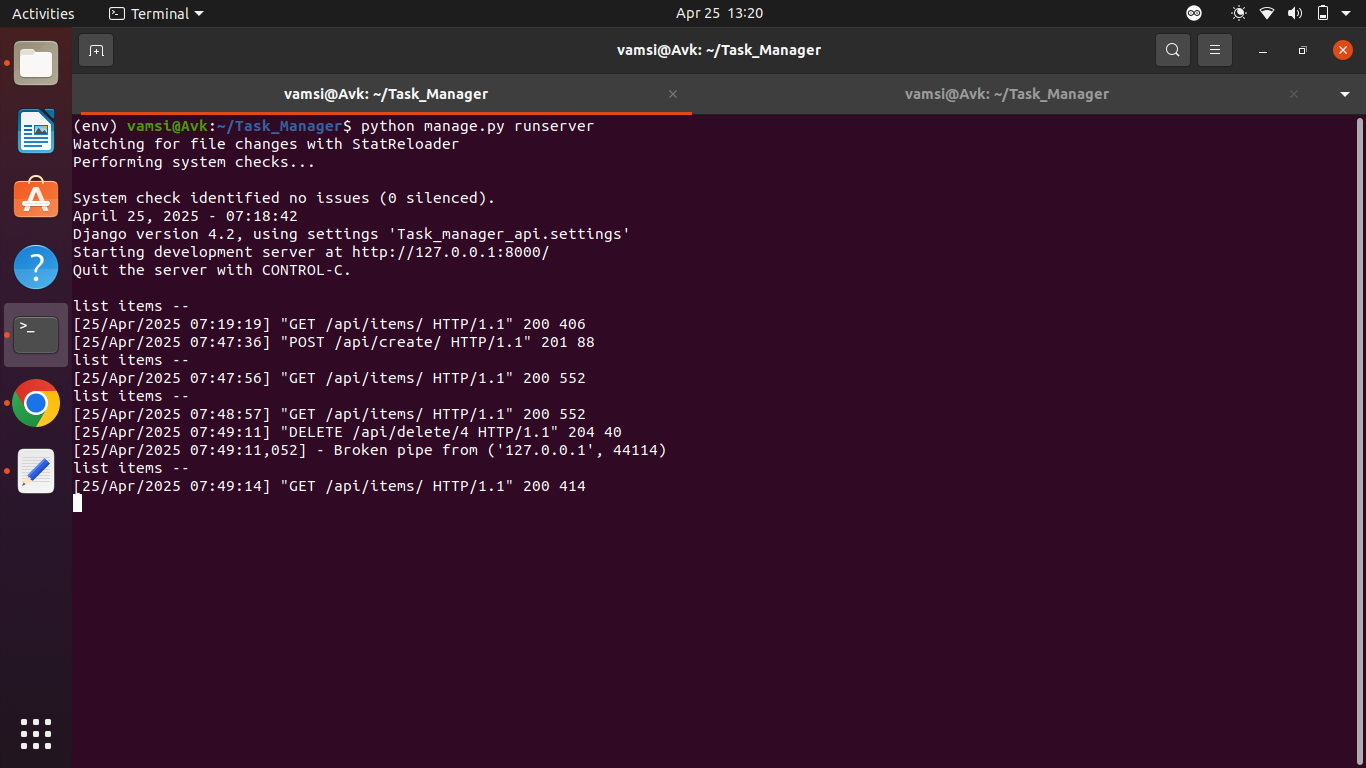 Activities
Terminal
Apr 25 13:20
vamsi@Avk: ~/Task_Manager
vamsi@Avk: ~/Task_Manager
vamsi@Avk: ~/Task_Manager
(env) vamsi@Avk:~/Task_Manager$ python manage.py runserver
Watching for file changes with StatReloader
Performing system checks...
System check identified no issues (0 silenced).
April 25, 2025 - 07:18:42
Django version 4.2, using settings 'Task_manager_api.settings'
Starting development server at http://127.0.0.1:8000/
Quit the server with CONTROL-C.
list items --
[25/Apr/2025 07:19:19] "GET /api/items/ HTTP/1.1" 200 406
[25/Apr/2025 07:47:36] "POST /api/create/ HTTP/1.1" 201 88
list items --
[25/Apr/2025 07:47:56] "GET /api/items/ HTTP/1.1" 200 552
list items --
[25/Apr/2025 07:48:57] "GET /api/items/ HTTP/1.1" 200 552
[25/Apr/2025 07:49:11] "DELETE /api/delete/4 HTTP/1.1" 204 40
[25/Apr/2025 07:49:11,052] - Broken pipe from ('127.0.0.1', 44114)
list items --
[25/Apr/2025 07:49:14] "GET /api/items/ HTTP/1.1" 200 414